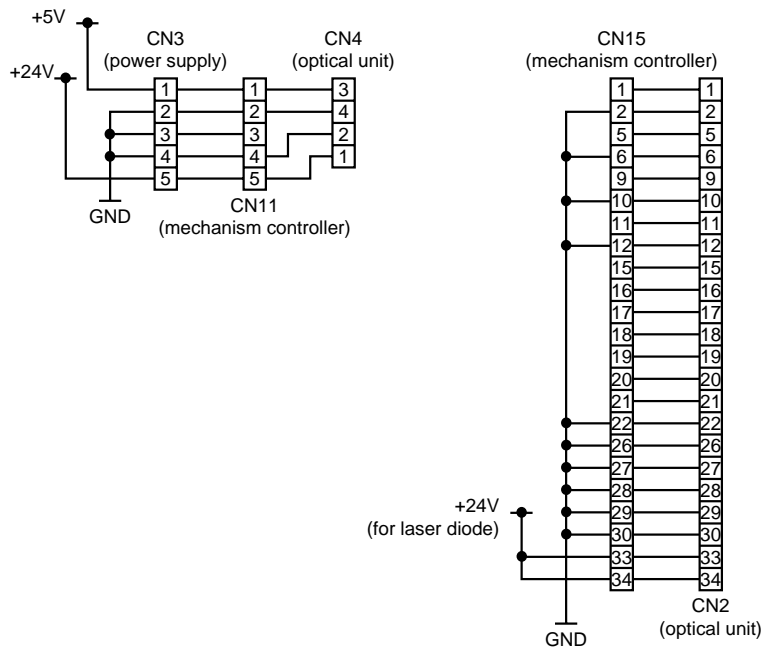 +5V
CN3
(power supply)
CN4
(optical unit)
+24V
1 1 3
2 2 4
3 3 2
4 4 1
5 5
GND
CN11
(mechanism controller)
CN15
(mechanism controller)
1 1
2 2
5 5
6 6
9 9
10 10
11 11
12 12
15 15
16 16
17 17
18 18
19 19
20 20
21 21
22 22
26 26
27 27
28 28
29 29
30 30
33 33
34 34
+24V
(for laser diode)
GND
CN2
(optical unit)